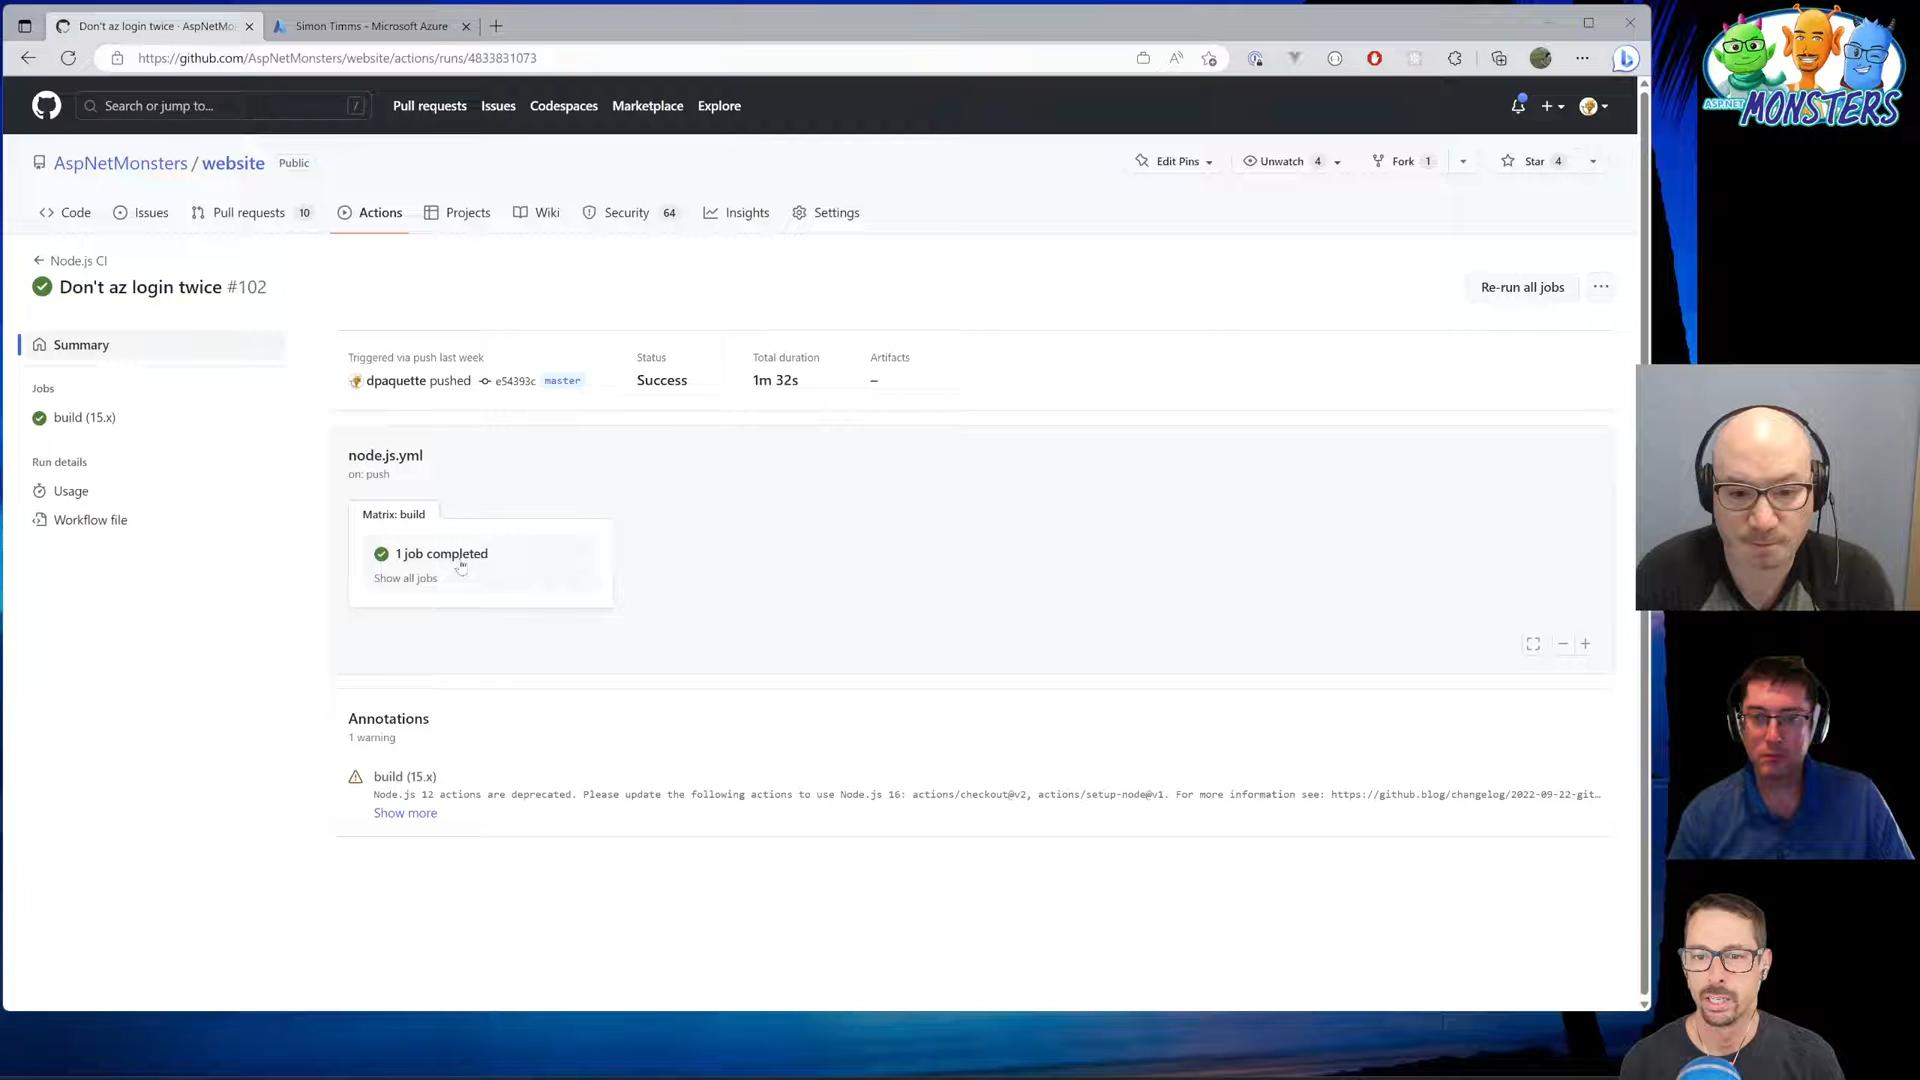 Don't az login twice · AspNetMo
Simon Timms - Microsoft Azure
https://github.com/AspNetMonsters/website/actions/runs/4833831073
ASP.NET
MONSTERS
Search or jump to...
/
Pull requests
Issues
Codespaces
Marketplace
Explore
AspNetMonsters / website
Public
Edit Pins
Unwatch 4
Fork 1
Star 4
Code
Issues
Pull requests 10
Actions
Projects
Wiki
Security 64
Insights
Settings
Node.js CI
Don't az login twice #102
Re-run all jobs
Summary
Jobs
build (15.x)
Run details
Usage
Workflow file
Triggered via push last week
dpaquette pushed e54393c master
Status
Success
Total duration
1m 32s
Artifacts
–
node.js.yml
on: push
Matrix: build
1 job completed
Show all jobs
Annotations
1 warning
build (15.x)
Node.js 12 actions are deprecated. Please update the following actions to use Node.js 16: actions/checkout@v2, actions/setup-node@v1. For more information see: https://github.blog/changelog/2022-09-22-git…
Show more